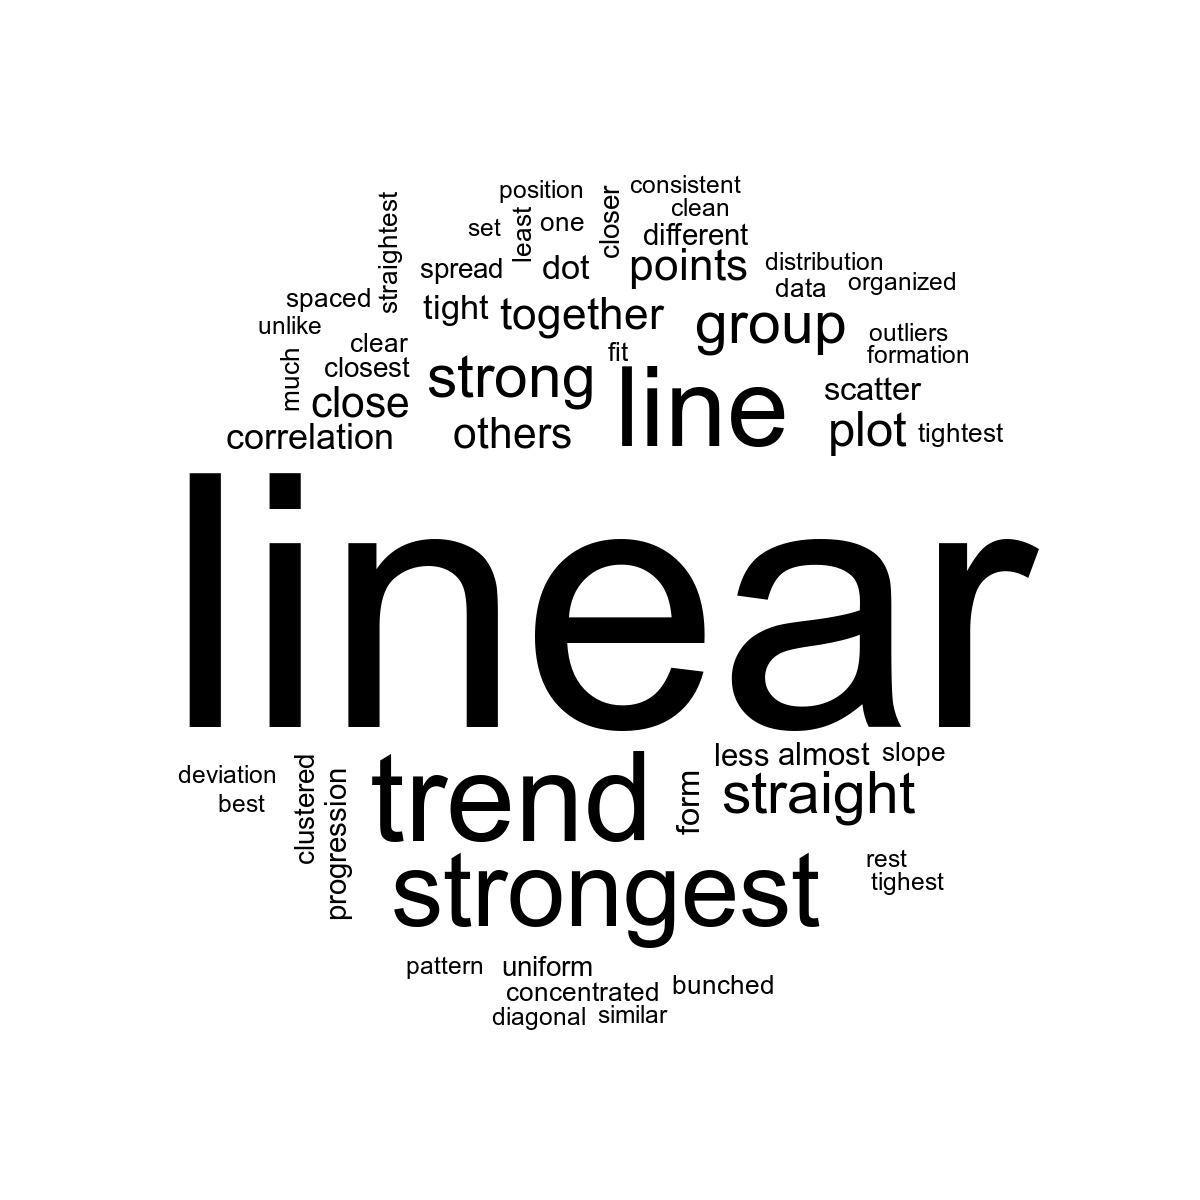 position
consistent
straightest
closer
clean
least
one
set
different
points
distribution
spread
dot
organized
data
spaced
tight
together
group
unlike
outliers
clear
fit
formation
much
closest
strong
line
scatter
close
correlation
others
plot
tightest
linear
less
almost
slope
deviation
clustered
trend
form
straight
best
progression
strongest
rest
tighest
pattern
uniform
concentrated
bunched
diagonal
similar